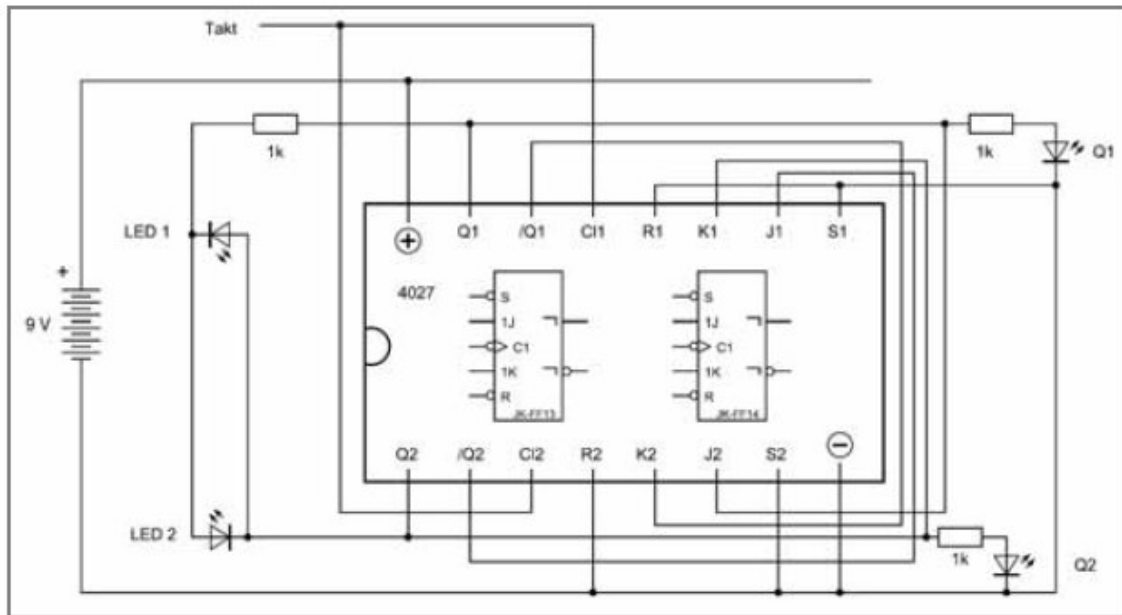 Takt
1k
1k
Q1
LED 1
Q1 /Q1 Cl1 R1 K1 J1 S1
+
4027
S
1J
C1
1K
R
JK-FF13
S
1J
C1
1K
R
JK-FF14
+
9 V
−
Q2 /Q2 Cl2 R2 K2 J2 S2
LED 2
1k
Q2